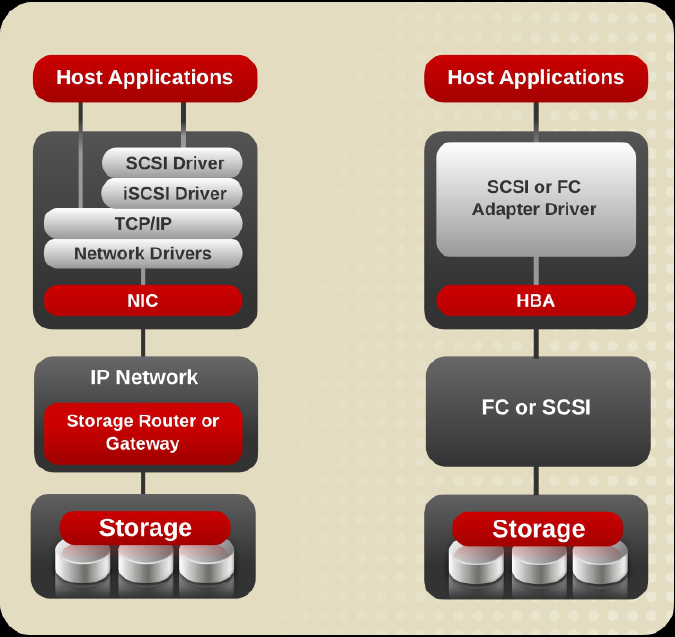 Host Applications
SCSI Driver
iSCSI Driver
TCP/IP
Network Drivers
NIC
IP Network
Storage Router or
Gateway
Storage
Host Applications
SCSI or FC
Adapter Driver
HBA
FC or SCSI
Storage